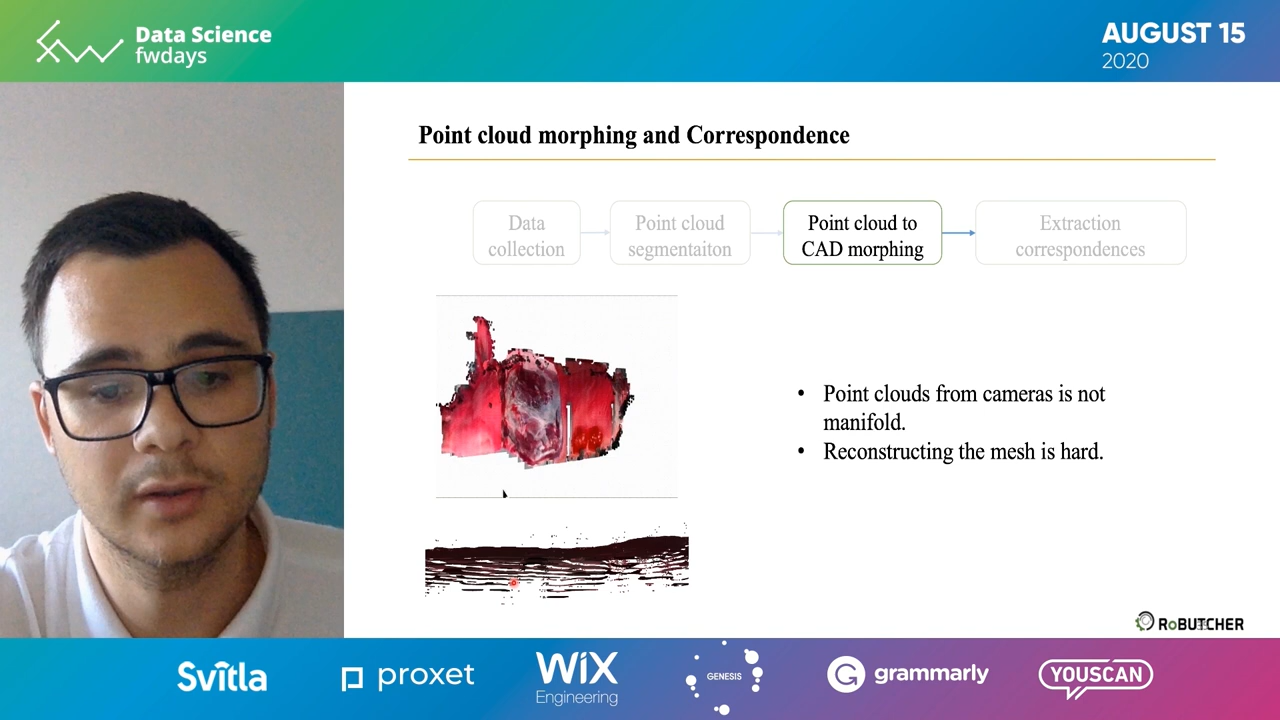 Data Science
fwdays
AUGUST 15
2020
Point cloud morphing and Correspondence
Data
collection
Point cloud
segmentaiton
Point cloud to
CAD morphing
Extraction
correspondences
• Point clouds from cameras is not
manifold.
• Reconstructing the mesh is hard.
RoBUTCHER
Svitla
proxet
WiX
Engineering
GENESIS
G grammarly
YOUSCAN